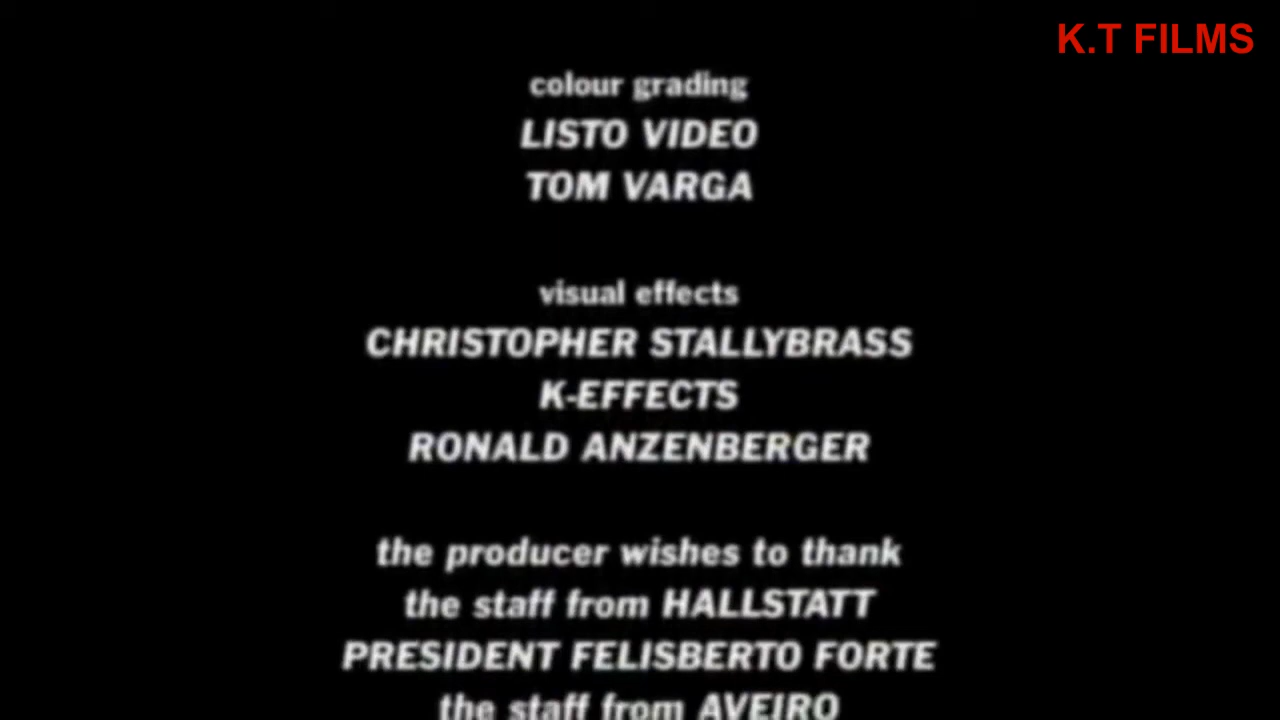 K.T FILMS
colour grading
LISTO VIDEO
TOM VARGA
visual effects
CHRISTOPHER STALLYBRASS
K-EFFECTS
RONALD ANZENBERGER
the producer wishes to thank
the staff from HALLSTATT
PRESIDENT FELISBERTO FORTE
the staff from AVEIRO